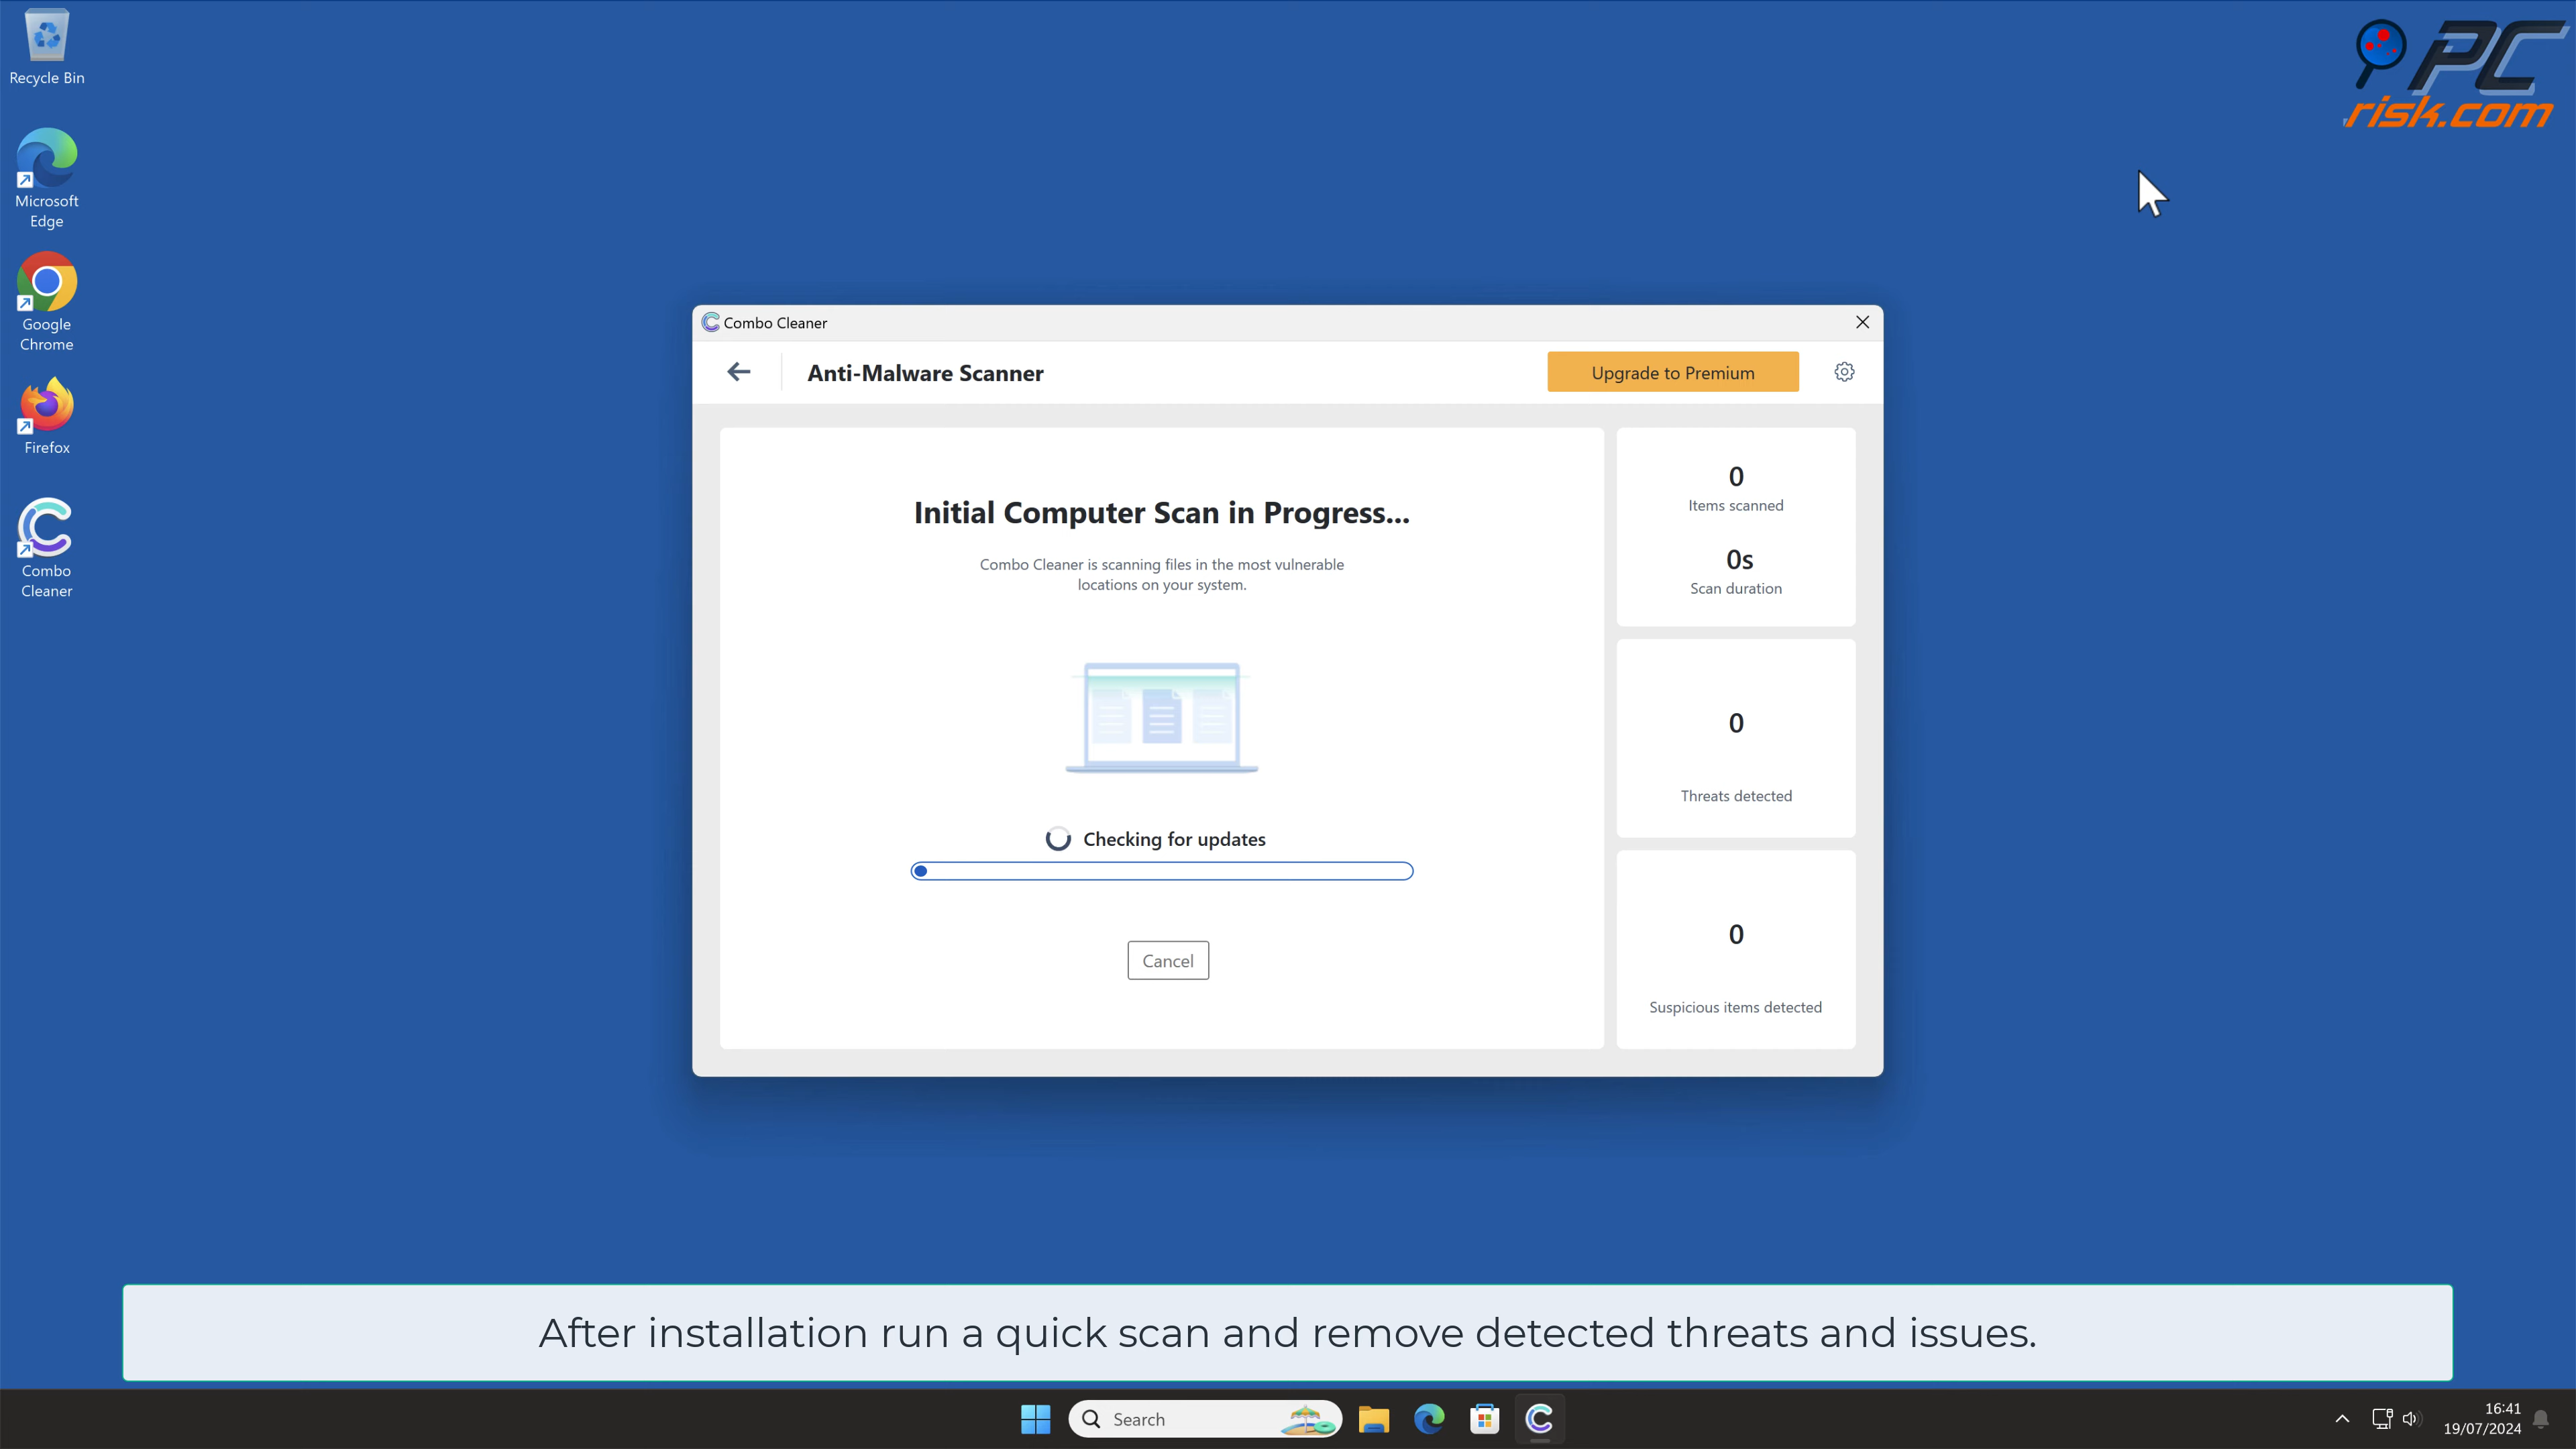 Recycle Bin
PC
risk.com
Microsoft
Edge
Google
Chrome
Firefox
Combo
Cleaner
Combo Cleaner
Anti-Malware Scanner
Upgrade to Premium
Initial Computer Scan in Progress...
Combo Cleaner is scanning files in the most vulnerable
locations on your system.
Checking for updates
Cancel
0
Items scanned
0s
Scan duration
0
Threats detected
0
Suspicious items detected
After installation run a quick scan and remove detected threats and issues.
Search
16:41
19/07/2024